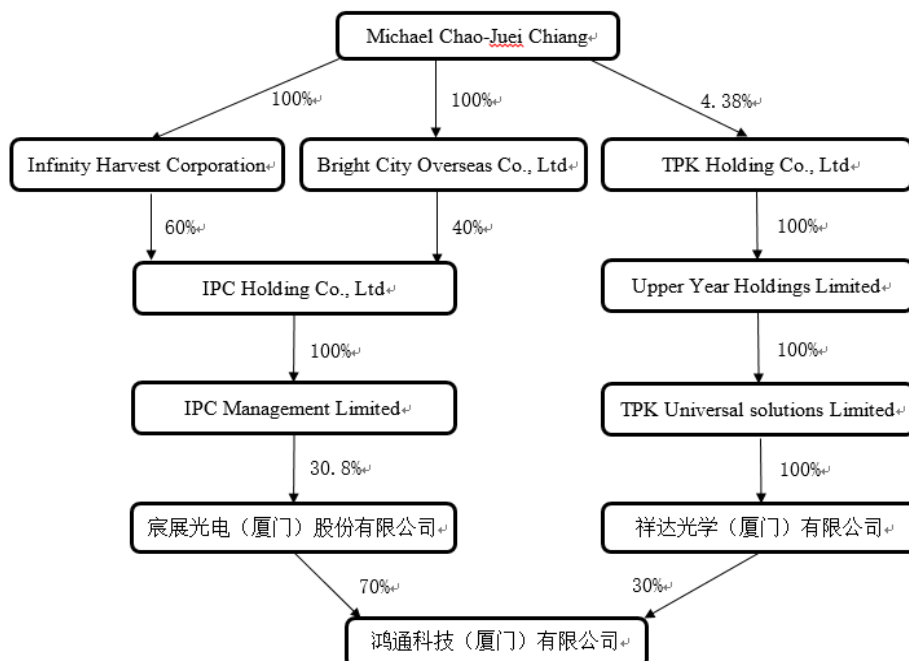 Michael Chao-Juei Chiang
100%
100%
4.38%
Infinity Harvest Corporation
Bright City Overseas Co., Ltd
TPK Holding Co., Ltd
60%
40%
100%
IPC Holding Co., Ltd
Upper Year Holdings Limited
100%
100%
IPC Management Limited
TPK Universal solutions Limited
30.8%
100%
宸展光电（厦门）股份有限公司
祥达光学（厦门）有限公司
70%
30%
鸿通科技（厦门）有限公司